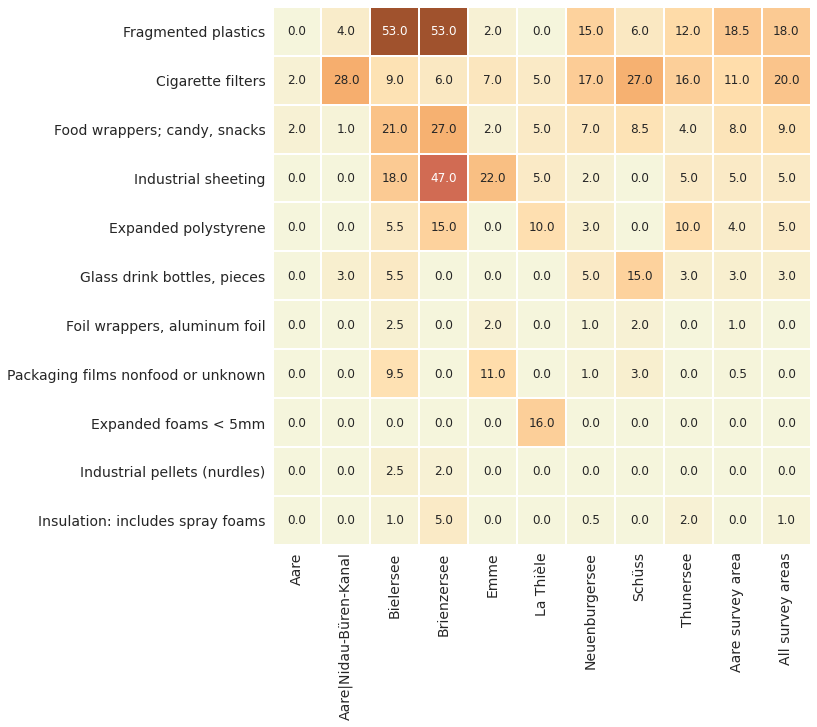 Fragmented plastics 0.0 4.0 53.0 53.0 2.0 0.0 15.0 6.0 12.0 18.5 18.0
Cigarette filters 2.0 28.0 9.0 6.0 7.0 5.0 17.0 27.0 16.0 11.0 20.0
Food wrappers; candy, snacks 2.0 1.0 21.0 27.0 2.0 5.0 7.0 8.5 4.0 8.0 9.0
Industrial sheeting 0.0 0.0 18.0 47.0 22.0 5.0 2.0 0.0 5.0 5.0 5.0
Expanded polystyrene 0.0 0.0 5.5 15.0 0.0 10.0 3.0 0.0 10.0 4.0 5.0
Glass drink bottles, pieces 0.0 3.0 5.5 0.0 0.0 0.0 5.0 15.0 3.0 3.0 3.0
Foil wrappers, aluminum foil 0.0 0.0 2.5 0.0 2.0 0.0 1.0 2.0 0.0 1.0 0.0
Packaging films nonfood or unknown 0.0 0.0 9.5 0.0 11.0 0.0 1.0 3.0 0.0 0.5 0.0
Expanded foams < 5mm 0.0 0.0 0.0 0.0 0.0 16.0 0.0 0.0 0.0 0.0 0.0
Industrial pellets (nurdles) 0.0 0.0 2.5 2.0 0.0 0.0 0.0 0.0 0.0 0.0 0.0
Insulation: includes spray foams 0.0 0.0 1.0 5.0 0.0 0.0 0.5 0.0 2.0 0.0 1.0
Aare
Aare|Nidau-Büren-Kanal
Bielersee
Brienzersee
Emme
La Thièle
Neuenburgersee
Schüss
Thunersee
Aare survey area
All survey areas